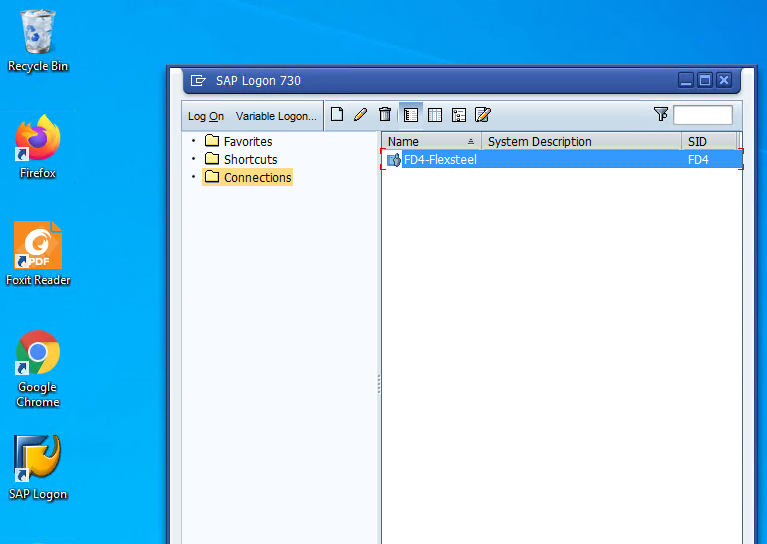 Recycle Bin
Firefox
PDF
Foxit Reader
Google
Chrome
SAP Logon
SAP Logon 730
Log On Variable Logon...
Favorites
Shortcuts
Connections
Name System Description SID
FD4-Flexsteel FD4